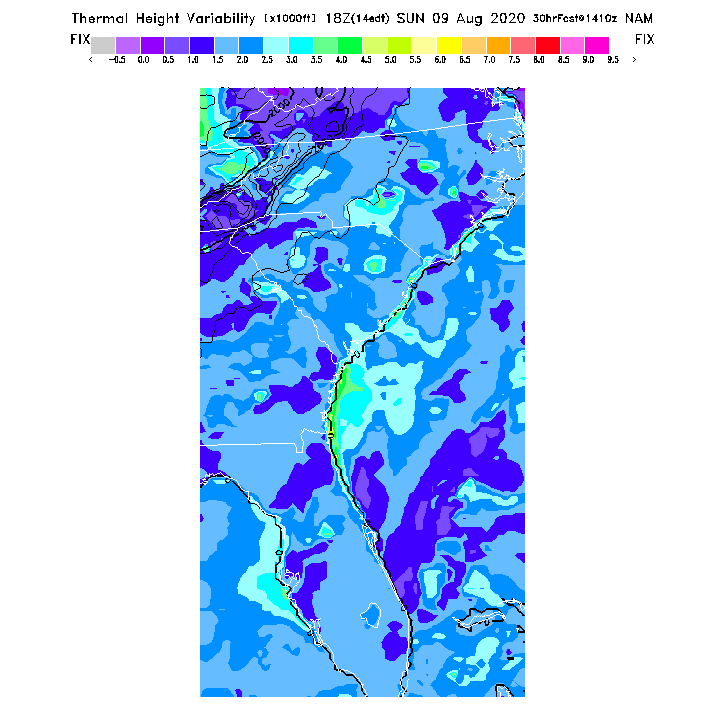 Thermal Height Variability [x1000ft] 18Z(14edt) SUN 09 Aug 2020 30hrFcst@1410z NAM
FIX FIX
< -0.5 0.0 0.5 1.0 1.5 2.0 2.5 3.0 3.5 4.0 4.5 5.0 5.5 6.0 6.5 7.0 7.5 8.0 8.5 9.0 9.5 >
2000